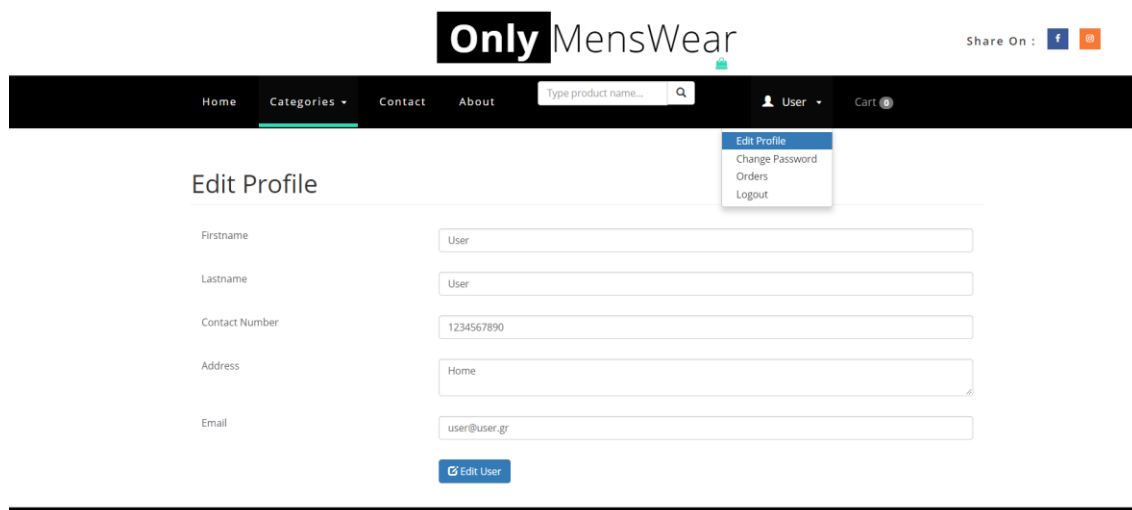 Only MensWear
Share On :
Home Categories Contact About Type product name... User Cart 0
Edit Profile
Change Password
Orders
Logout
Edit Profile
Firstname User
Lastname User
Contact Number 1234567890
Address Home
Email user@user.gr
Edit User